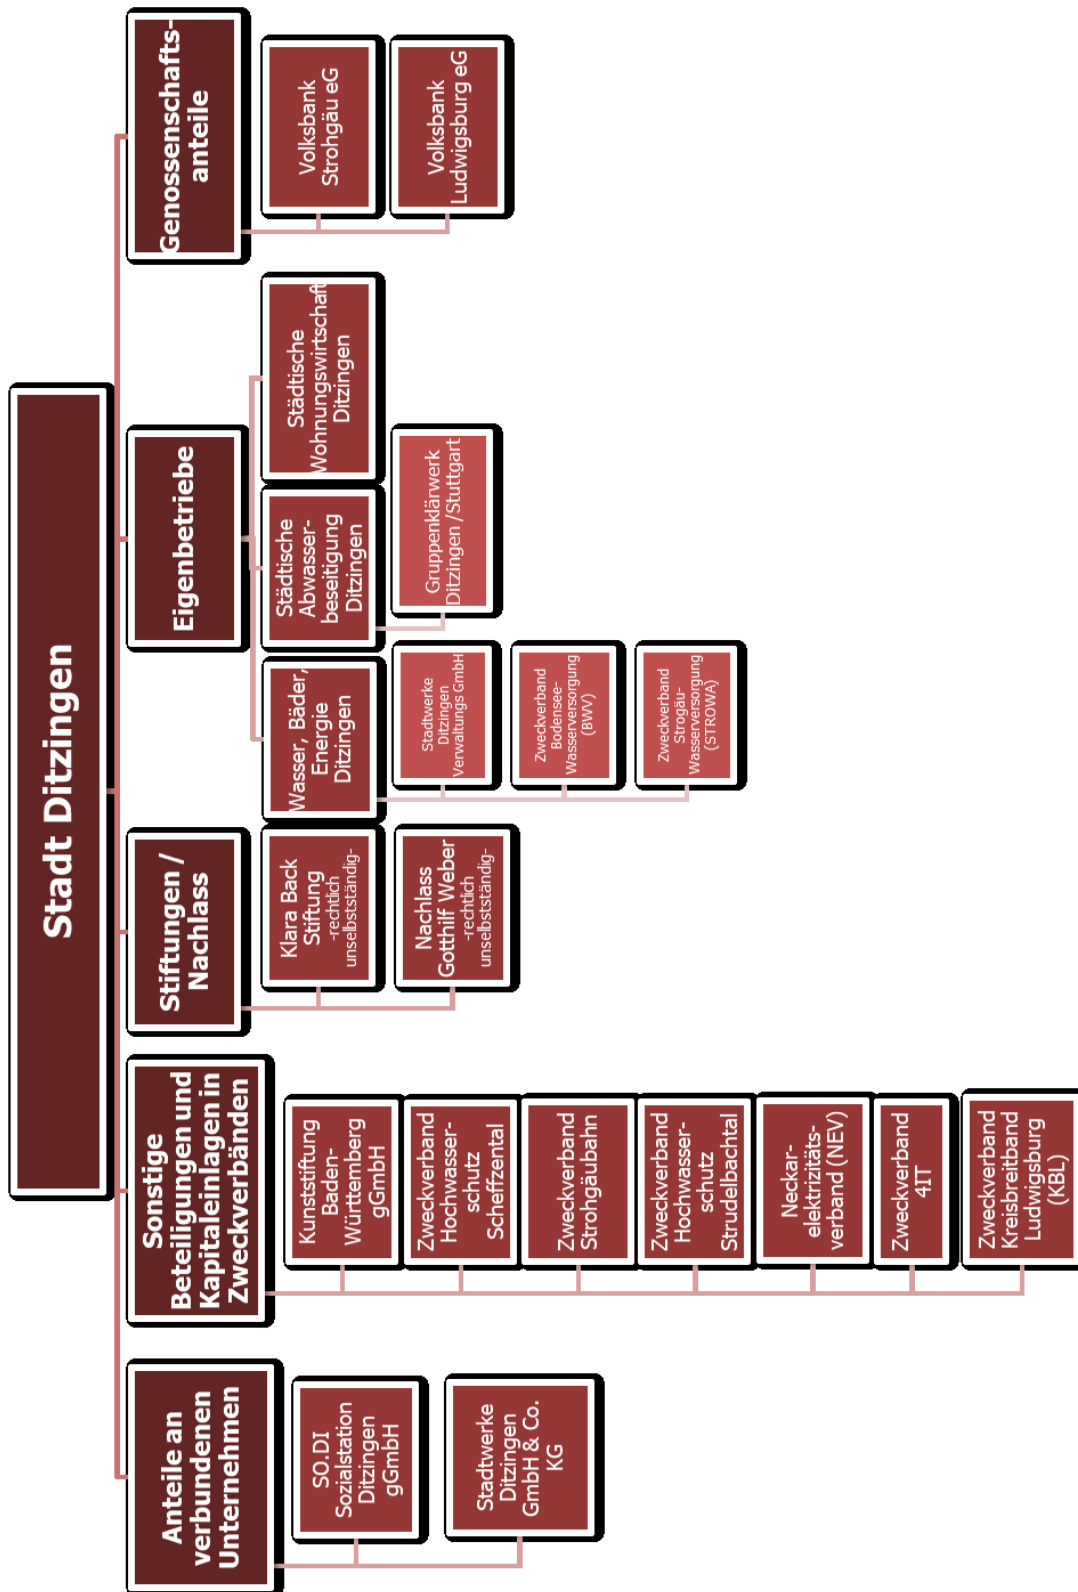 Stadt Ditzingen
Anteile an
verbundenen
Unternehmen
SO.DI
Sozialstation
Ditzingen
gGmbH
Stadtwerke
Ditzingen
GmbH & Co.
KG
Sonstige
Beteiligungen und
Kapitaleinlagen in
Zweckverbänden
Kunststiftung
Baden-
Württemberg
gGmbH
Zweckverband
Hochwasser-
schutz
Scheffzental
Zweckverband
Strohgäubahn
Zweckverband
Hochwasser-
schutz
Strudelbachtal
Neckar-
elektrizitäts-
verband (NEV)
Zweckverband
4IT
Zweckverband
Kreisbreitband
Ludwigsburg
(KBL)
Stiftungen /
Nachlass
Klara Back
Stiftung
-rechtlich
unselbstständig-
Nachlass
Gotthilf Weber
-rechtlich
unselbstständig-
Eigenbetriebe
Wasser, Bäder,
Energie
Ditzingen
Stadtwerke
Ditzingen
Verwaltungs GmbH
Zweckverband
Bodensee-
Wasserversorgung
(BWV)
Zweckverband
Strogäu-
Wasserversorgung
(STROWA)
Städtische
Abwasser-
beseitigung
Ditzingen
Gruppenklärwerk
Ditzingen /Stuttgart
Städtische
Wohnungswirtschaft
Ditzingen
Genossenschafts-
anteile
Volksbank
Strohgäu eG
Volksbank
Ludwigsburg eG